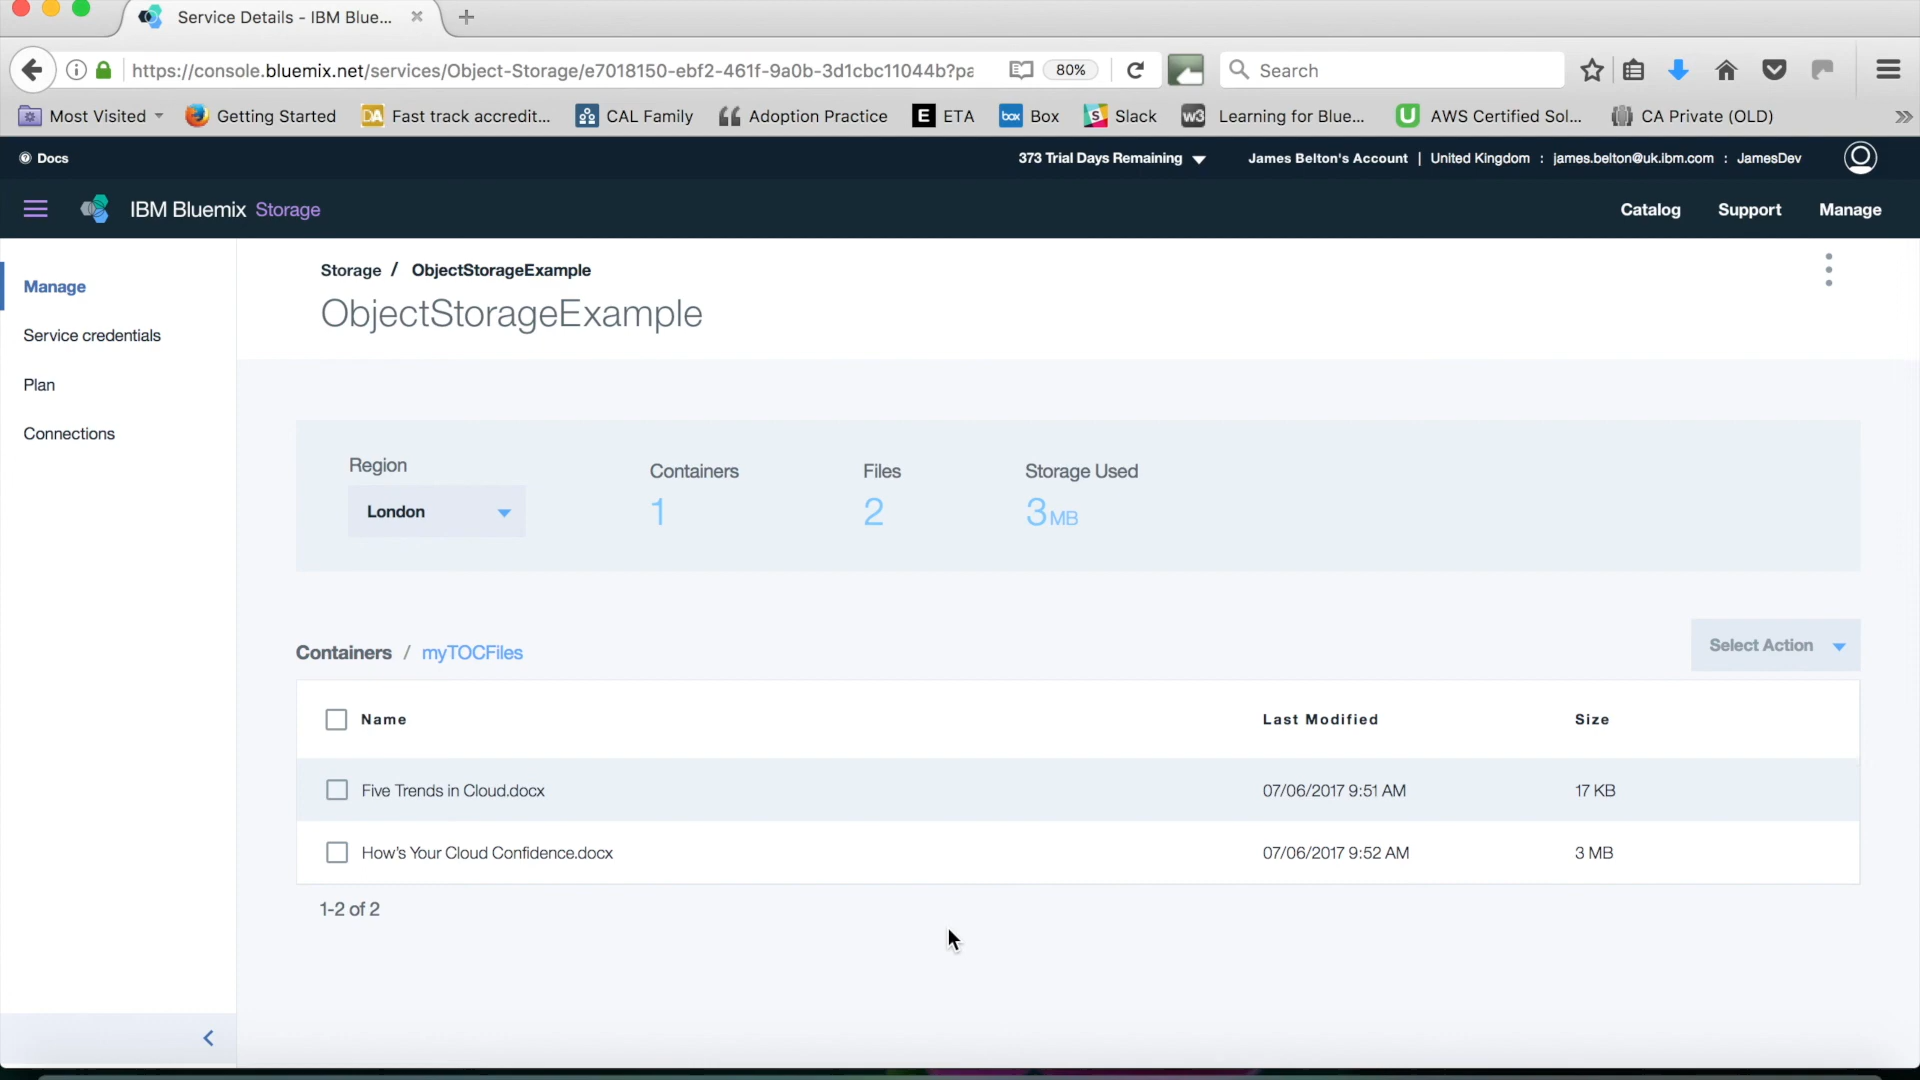 Service Details - IBM Blue...
https://console.bluemix.net/services/Object-Storage/e7018150-ebf2-461f-9a0b-3d1cbc11044b?pa
80%
Search
Most Visited
Getting Started
DA Fast track accredit...
CAL Family
Adoption Practice
E ETA
box Box
S Slack
w3 Learning for Blue...
U AWS Certified Sol...
CA Private (OLD)
Docs
373 Trial Days Remaining
James Belton's Account | United Kingdom : james.belton@uk.ibm.com : JamesDev
IBM Bluemix Storage
Catalog
Support
Manage
Manage
Service credentials
Plan
Connections
Storage / ObjectStorageExample
ObjectStorageExample
Region
London
Containers
1
Files
2
Storage Used
3 MB
Containers / myTOCFiles
Select Action
Name Last Modified Size
Five Trends in Cloud.docx 07/06/2017 9:51 AM 17 KB
How's Your Cloud Confidence.docx 07/06/2017 9:52 AM 3 MB
1-2 of 2